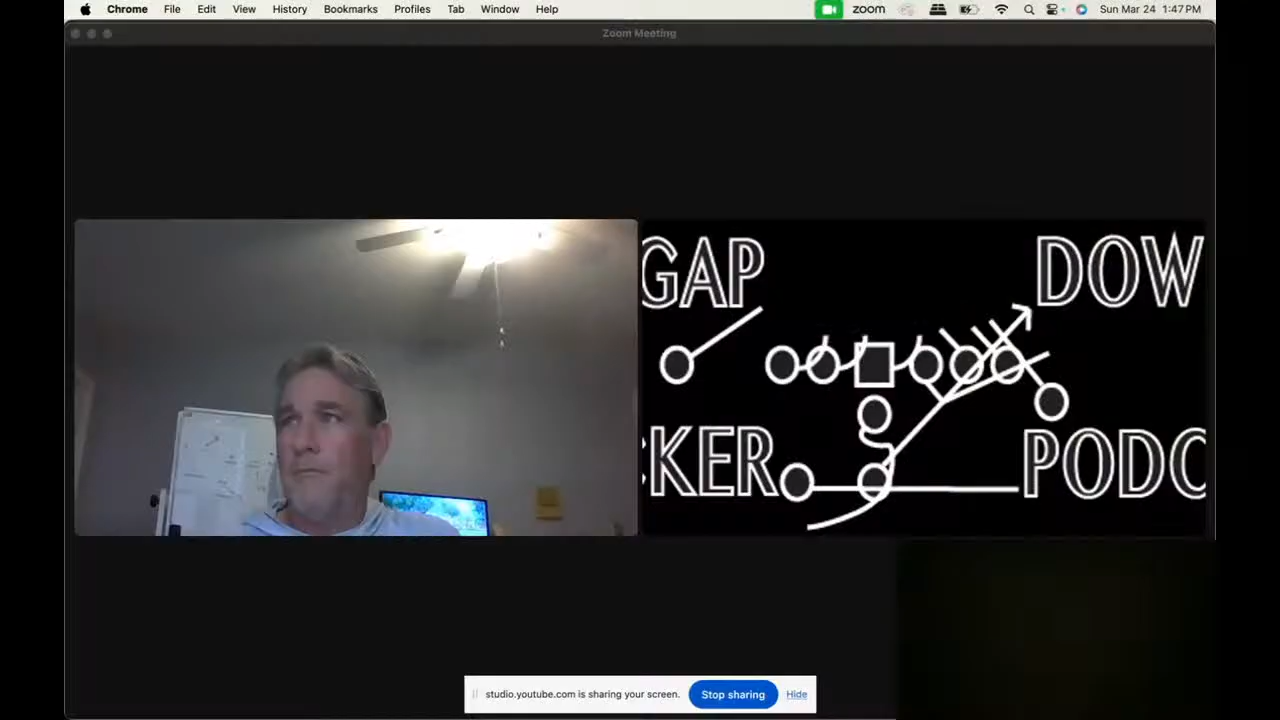 Chrome File Edit View History Bookmarks Profiles Tab Window Help zoom Sun Mar 24 1:47 PM
Zoom Meeting
GAP DOW
KER PODC
studio.youtube.com is sharing your screen. Stop sharing Hide